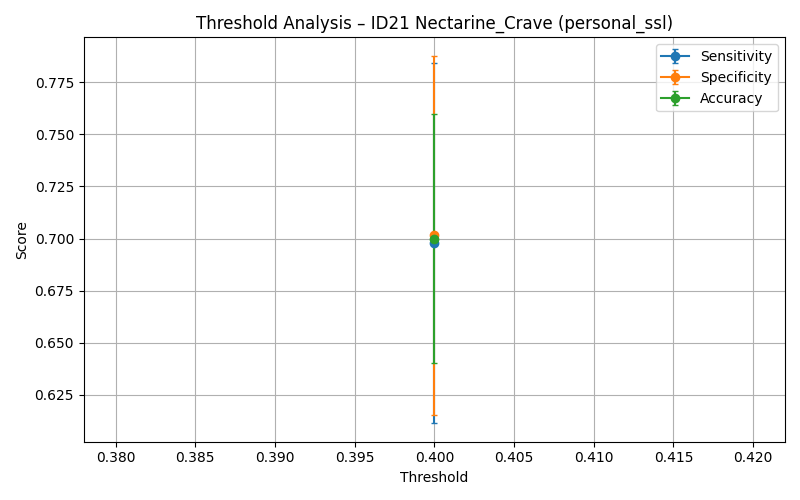 Threshold Analysis – ID21 Nectarine_Crave (personal_ssl)
Sensitivity
Specificity
Accuracy
Score
0.775
0.750
0.725
0.700
0.675
0.650
0.625
0.380 0.385 0.390 0.395 0.400 0.405 0.410 0.415 0.420
Threshold